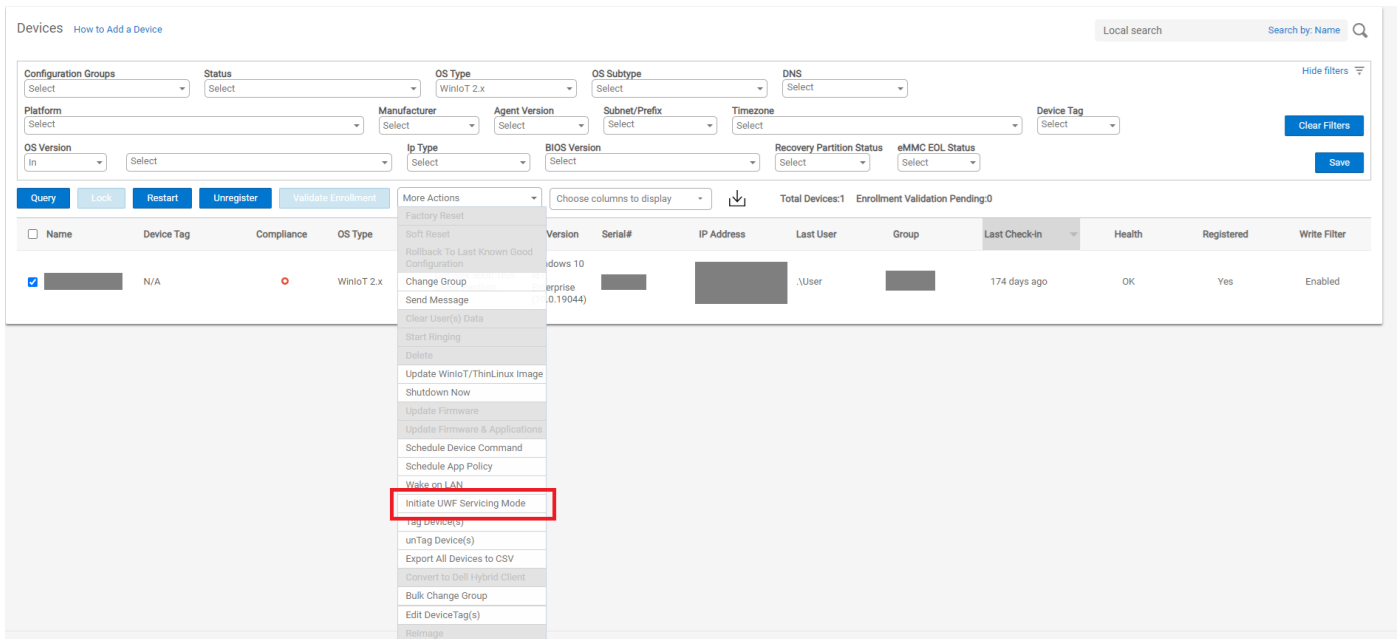 Devices How to Add a Device
Local search Search by: Name
Configuration Groups Status OS Type OS Subtype DNS Hide filters
Select Select WinIoT 2.x Select Select
Platform Manufacturer Agent Version Subnet/Prefix Timezone Device Tag
Select Select Select Select Select Select Clear Filters
OS Version Ip Type BIOS Version Recovery Partition Status eMMC EOL Status
In Select Select Select Select Select Save
Query Lock Restart Unregister Validate Enrollment More Actions Choose columns to display Total Devices:1 Enrollment Validation Pending:0
Name Device Tag Compliance OS Type Version Serial# IP Address Last User Group Last Check-in Health Registered Write Filter
N/A WinIoT 2.x dows 10 erprise .0.19044) .\User 174 days ago OK Yes Enabled
Factory Reset
Soft Reset
Rollback To Last Known Good
Configuration
Change Group
Send Message
Clear User(s) Data
Start Ringing
Delete
Update WinIoT/ThinLinux Image
Shutdown Now
Update Firmware
Update Firmware & Applications
Schedule Device Command
Schedule App Policy
Wake on LAN
Initiate UWF Servicing Mode
Tag Device(s)
unTag Device(s)
Export All Devices to CSV
Convert to Dell Hybrid Client
Bulk Change Group
Edit DeviceTag(s)
Reimage